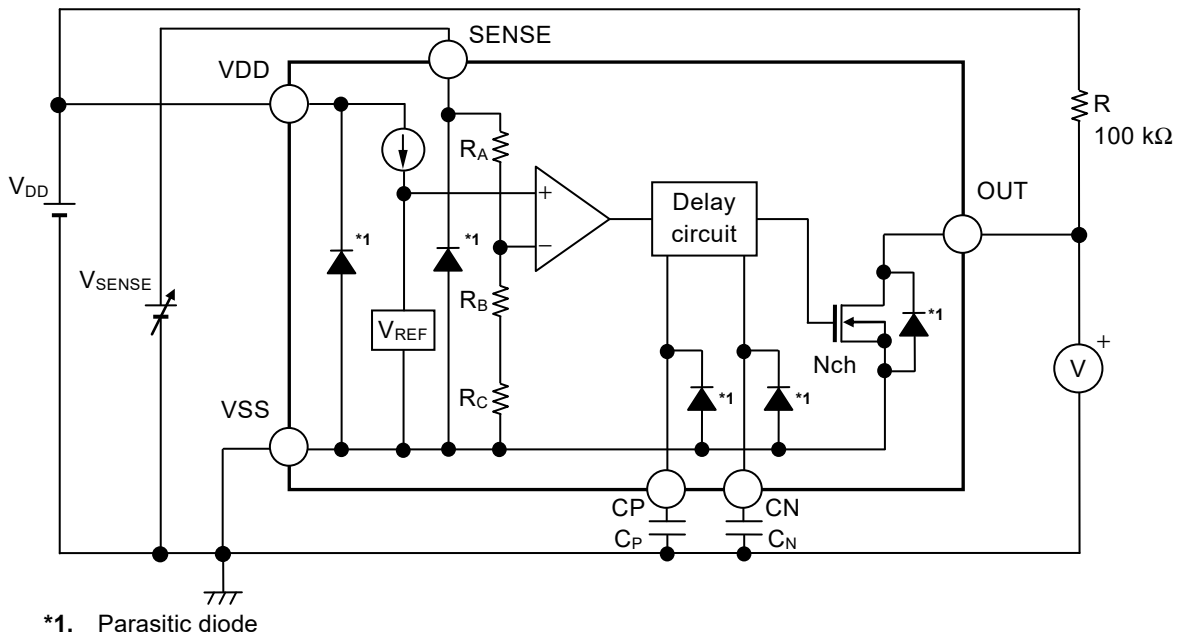 SENSE
VDD
R
100 kΩ
RA
OUT
VDD
+
Delay
circuit
*1
*1
−
VSENSE
RB
*1
VREF
+
Nch
V
*1
*1
RC
VSS
CP
CN
CP
CN
*1. Parasitic diode